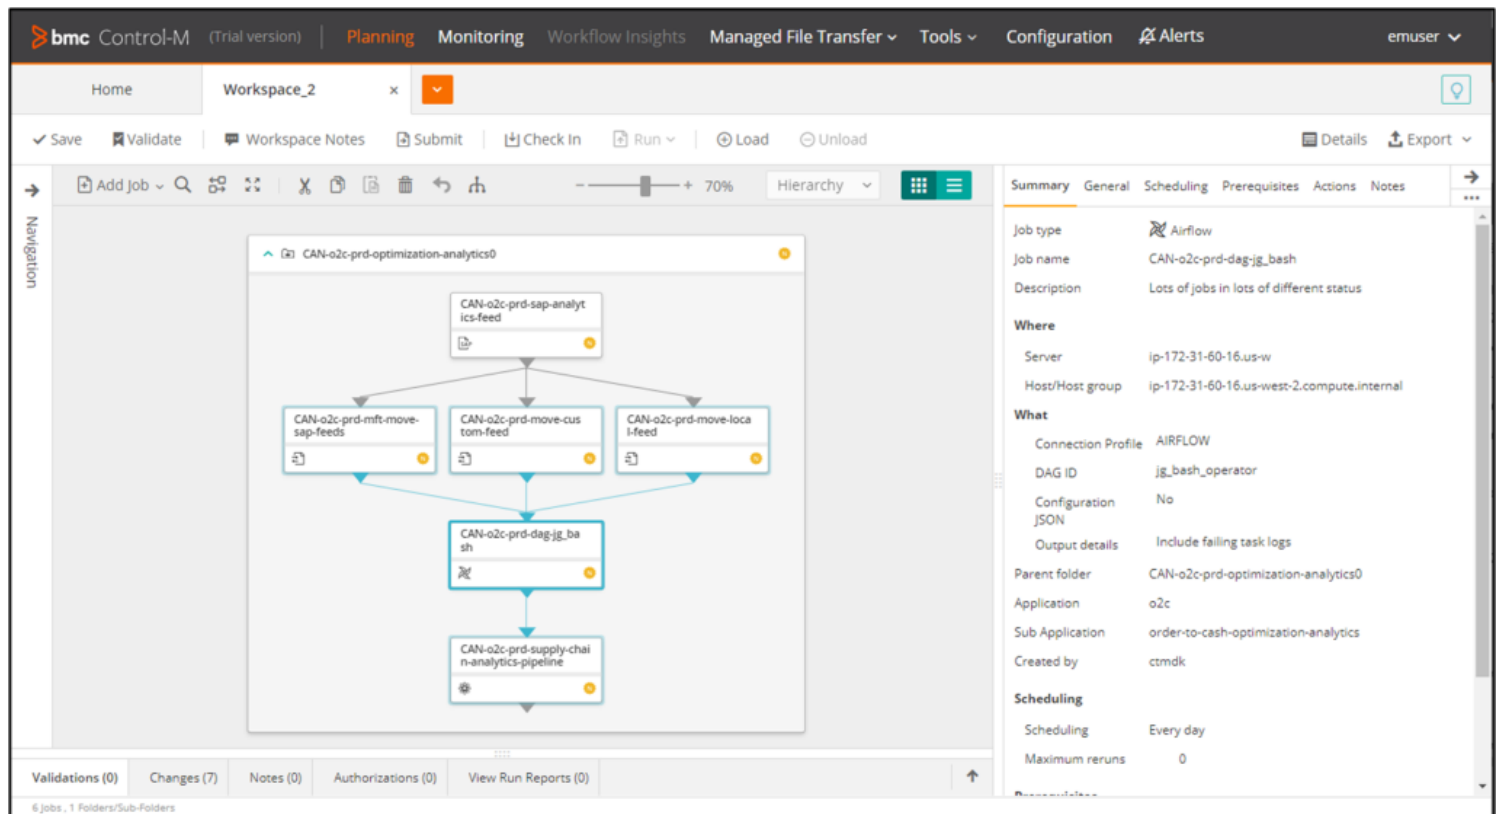 bmc Control-M (Trial version) Planning Monitoring Workflow Insights Managed File Transfer Tools Configuration Alerts emuser
Home Workspace_2 ×
Save Validate Workspace Notes Submit Check In Run Load Unload Details Export
Add Job - + 70% Hierarchy
Navigation
CAN-o2c-prd-optimization-analytics0
CAN-o2c-prd-sap-analyt
ics-feed
CAN-o2c-prd-mft-move-
sap-feeds
CAN-o2c-prd-move-cus
tom-feed
CAN-o2c-prd-move-loca
l-feed
CAN-o2c-prd-dag-jg_ba
sh
CAN-o2c-prd-supply-chai
n-analytics-pipeline
Summary General Scheduling Prerequisites Actions Notes
Job type Airflow
Job name CAN-o2c-prd-dag-jg_bash
Description Lots of jobs in lots of different status
Where
Server ip-172-31-60-16.us-w
Host/Host group ip-172-31-60-16.us-west-2.compute.internal
What
Connection Profile AIRFLOW
DAG ID jg_bash_operator
Configuration No
JSON
Output details Include failing task logs
Parent folder CAN-o2c-prd-optimization-analytics0
Application o2c
Sub Application order-to-cash-optimization-analytics
Created by ctmdk
Scheduling
Scheduling Every day
Maximum reruns 0
Validations (0) Changes (7) Notes (0) Authorizations (0) View Run Reports (0)
6 Jobs , 1 Folders/Sub-Folders